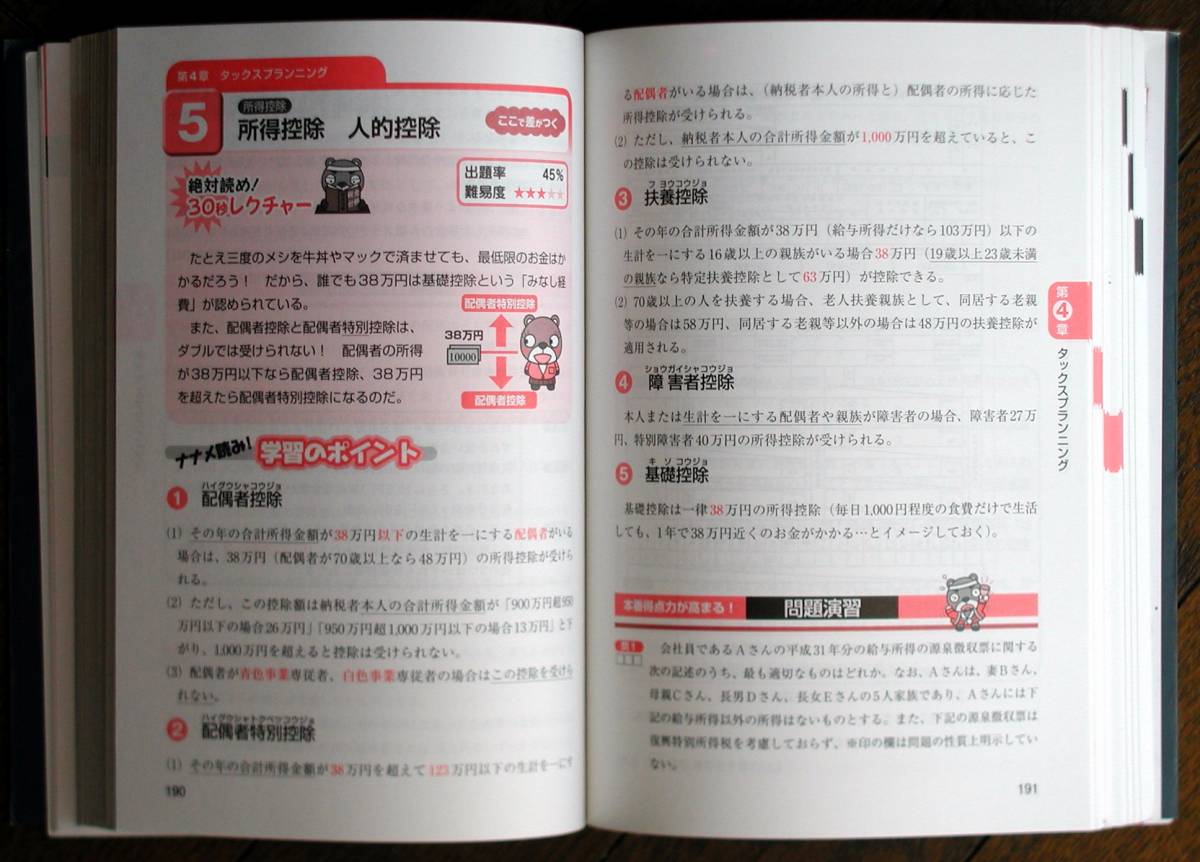 第4章 タックスプランニング
5
所得控除
所得控除 人的控除
ここで差がつく
絶対読め!
30秒レクチャー
出題率 45%
難易度 ★★★★★
たとえ三度のメシを牛丼やマックで済ませても、最低限のお金はか
かるだろう! だから、誰でも38万円は基礎控除という「みなし経
費」が認められている。
また、配偶者控除と配偶者特別控除は、
ダブルでは受けられない! 配偶者の所得
が38万円以下なら配偶者控除、38万円
を超えたら配偶者特別控除になるのだ。
配偶者特別控除
38万円
10000
配偶者控除
ナナメ読み!
学習のポイント
ハイグウシャコウジョ
1 配偶者控除
(1) その年の合計所得金額が38万円以下の生計を一にする配偶者がいる
場合は、38万円(配偶者が70歳以上なら48万円)の所得控除が受けら
れる。
(2) ただし、この控除額は納税者本人の合計所得金額が「900万円超950
万円以下の場合26万円」「950万円超1,000万円以下の場合13万円」と下
がり、1,000万円を超えると控除は受けられない。
(3) 配偶者が青色事業専従者、白色事業専従者の場合はこの控除を受けら
れない。
ハイグウシャトクベツコウジョ
2 配偶者特別控除
(1) その年の合計所得金額が38万円を超えて123万円以下の生計を一にす
190
る配偶者がいる場合は、(納税者本人の所得と)配偶者の所得に応じた
所得控除が受けられる。
(2) ただし、納税者本人の合計所得金額が1,000万円を超えていると、こ
の控除は受けられない。
フヨウコウジョ
3 扶養控除
(1) その年の合計所得金額が38万円(給与所得だけなら103万円)以下の
生計を一にする16歳以上の親族がいる場合38万円(19歳以上23歳未満
の親族なら特定扶養控除として63万円)が控除できる。
(2) 70歳以上の人を扶養する場合、老人扶養親族として、同居する老親
等の場合は58万円、同居する老親等以外の場合は48万円の扶養控除が
適用される。
ショウガイシャコウジョ
4 障害者控除
本人または生計を一にする配偶者や親族が障害者の場合、障害者27万
円、特別障害者40万円の所得控除が受けられる。
キソコウジョ
5 基礎控除
基礎控除は一律38万円の所得控除(毎日1,000円程度の食費だけで生活
しても、1年で38万円近くのお金がかかる…とイメージしておく)。
本番得点力が高まる!
問題演習
問1
会社員であるAさんの平成31年分の給与所得の源泉徴収票に関する
次の記述のうち、最も適切なものはどれか。なお、Aさんは、妻Bさん、
母親Cさん、長男Dさん、長女Eさんの5人家族であり、Aさんには下
記の給与所得以外の所得はないものとする。また、下記の源泉徴収票は
復興特別所得税を考慮しておらず、※印の欄は問題の性質上明示してい
ない。
191
第4章
タックスプランニング